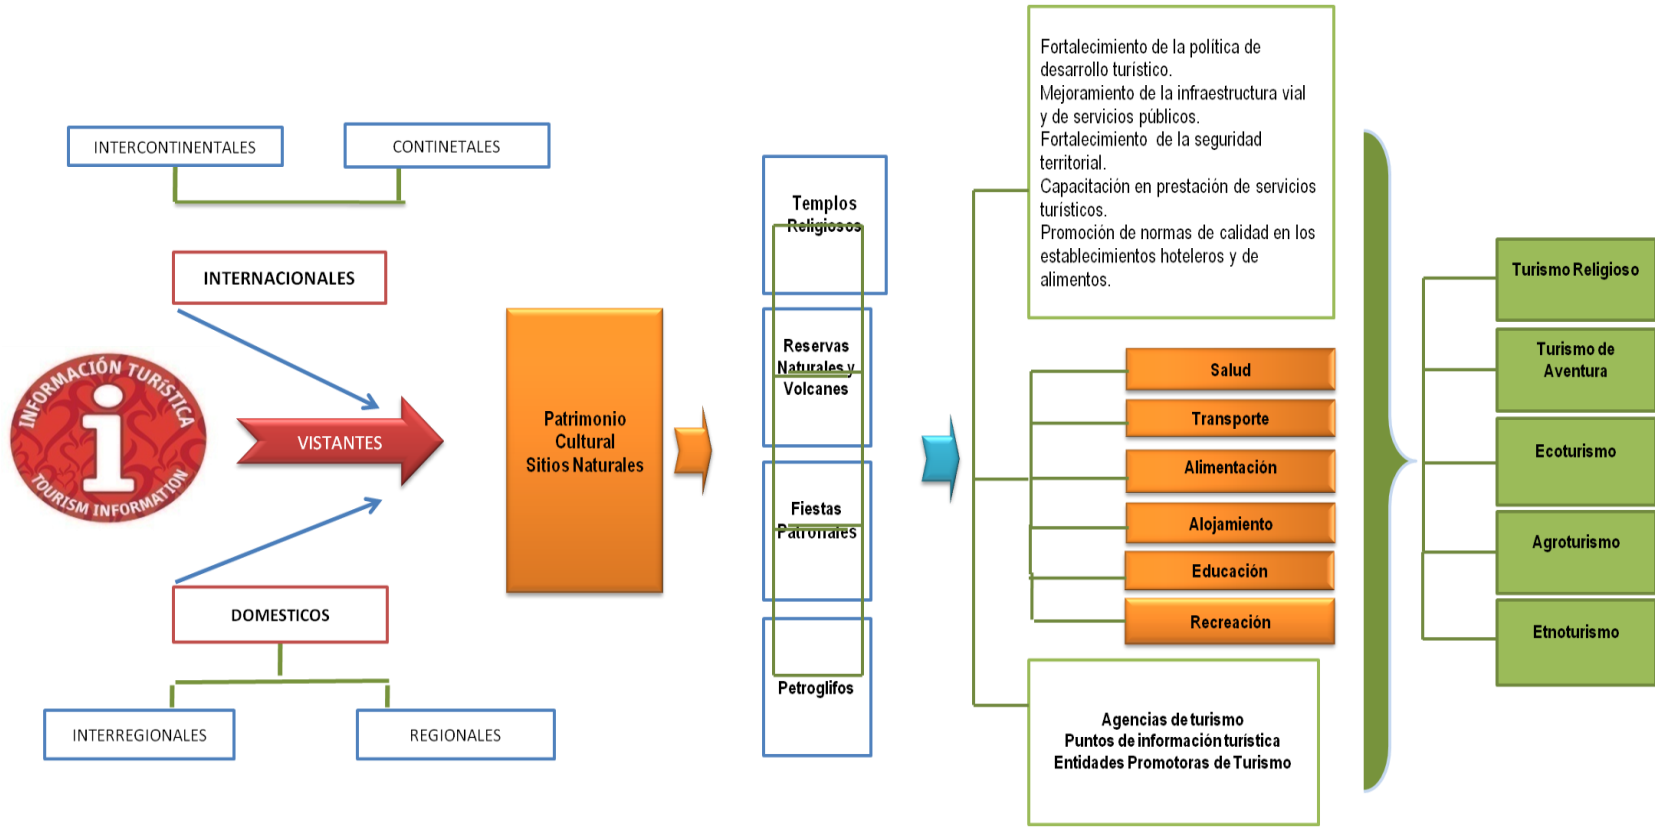 INTERCONTINENTALES
CONTINETALES
INTERNACIONALES
INFORMACIÓN TURíSTICA
i
TOURISM INFORMATION
VISTANTES
DOMESTICOS
INTERREGIONALES
REGIONALES
Patrimonio
Cultural
Sitios Naturales
Templos
Religiosos
Reservas
Naturales y
Volcanes
Fiestas
Patronales
Petroglifos
Fortalecimiento de la política de
desarrollo turístico.
Mejoramiento de la infraestructura vial
y de servicios públicos.
Fortalecimiento de la seguridad
territorial.
Capacitación en prestación de servicios
turísticos.
Promoción de normas de calidad en los
establecimientos hoteleros y de
alimentos.
Salud
Transporte
Alimentación
Alojamiento
Educación
Recreación
Agencias de turismo
Puntos de información turística
Entidades Promotoras de Turismo
Turismo Religioso
Turismo de
Aventura
Ecoturismo
Agroturismo
Etnoturismo